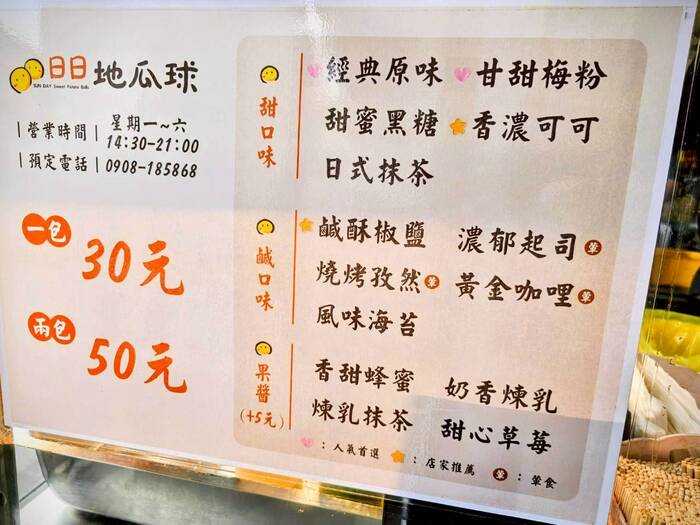 日日 地瓜球
SUN DAY Sweet Potato Balls
|營業時間| 星期一~六
14:30-21:00
|預定電話| 0908-185868
一包
30元
兩包
50元
甜口味
經典原味 甘甜梅粉
甜蜜黑糖 香濃可可
日式抹茶
鹹口味
鹹酥椒鹽 濃郁起司 葷
燒烤孜然 葷 黃金咖哩 葷
風味海苔
果醬
(+5元)
香甜蜂蜜 奶香煉乳
煉乳抹茶 甜心草莓
:人氣首選 :店家推薦 葷:葷食